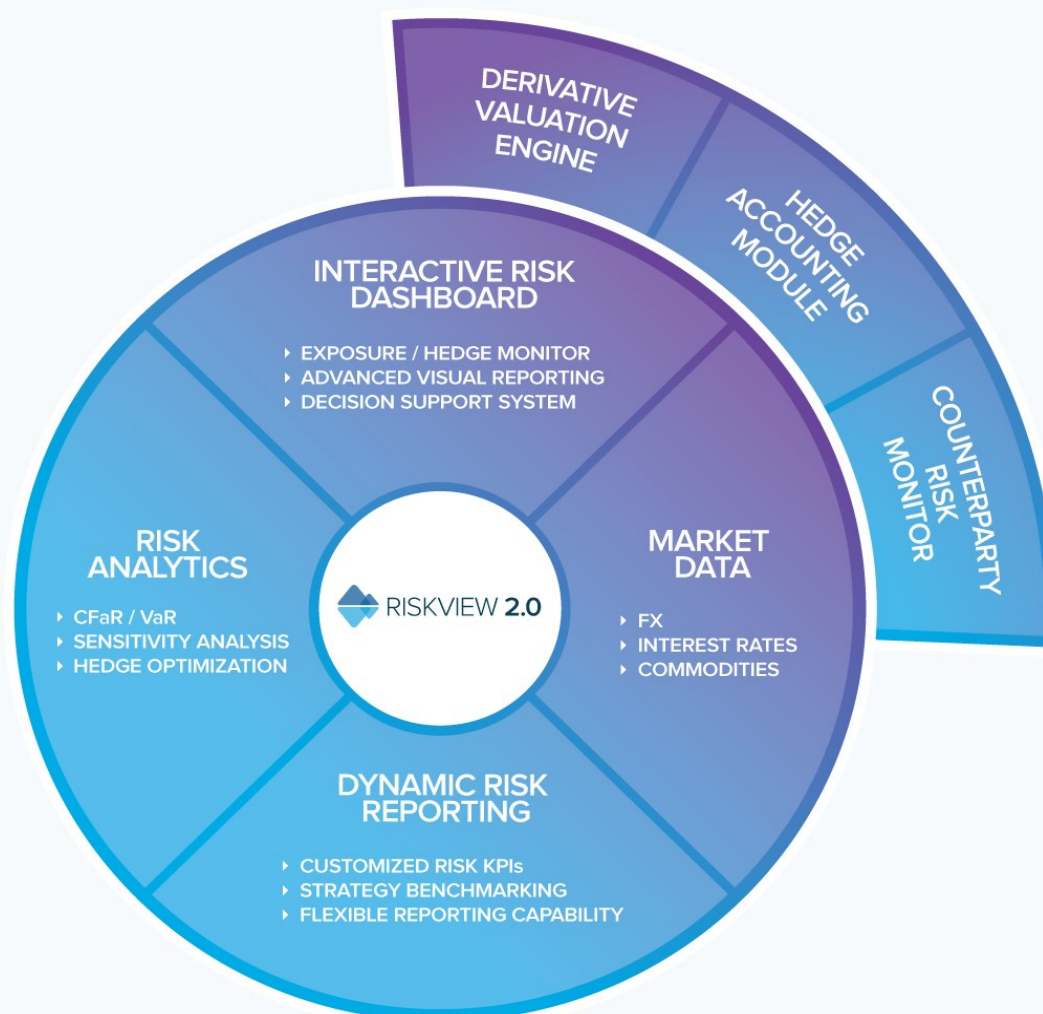 DERIVATIVE
VALUATION
ENGINE
HEDGE
ACCOUNTING
MODULE
COUNTERPARTY
RISK
MONITOR
INTERACTIVE RISK
DASHBOARD
EXPOSURE / HEDGE MONITOR
ADVANCED VISUAL REPORTING
DECISION SUPPORT SYSTEM
RISK
ANALYTICS
CFaR / VaR
SENSITIVITY ANALYSIS
HEDGE OPTIMIZATION
RISKVIEW 2.0
MARKET
DATA
FX
INTEREST RATES
COMMODITIES
DYNAMIC RISK
REPORTING
CUSTOMIZED RISK KPIs
STRATEGY BENCHMARKING
FLEXIBLE REPORTING CAPABILITY